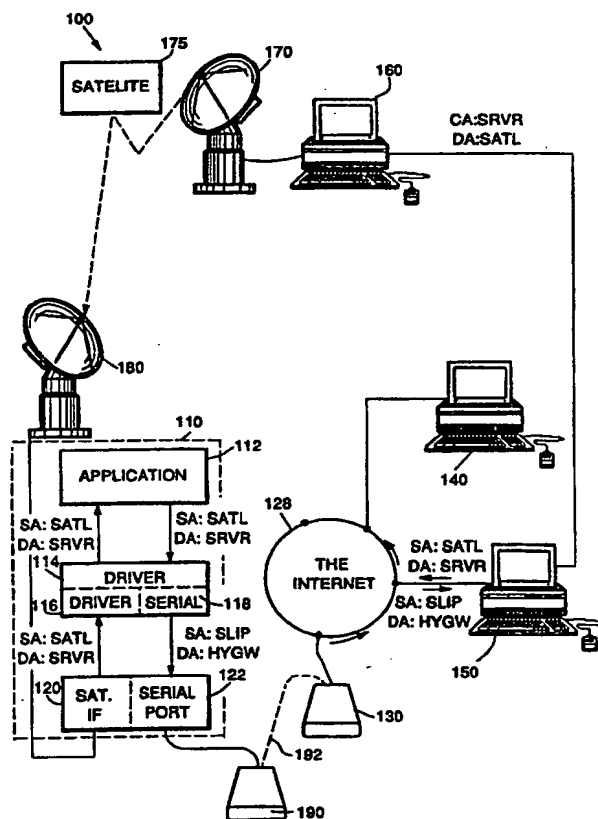 100
175
SATELITE
170
160
CA:SRVR
DA:SATL
180
110
112
APPLICATION
SA: SATL
DA: SRVR
SA: SATL
DA: SRVR
114
DRIVER
116
DRIVER
SERIAL
118
SA: SATL
DA: SRVR
SA: SLIP
DA: HYGW
120
SAT.
IF
SERIAL
PORT
122
128
THE
INTERNET
140
SA: SATL
DA: SRVR
SA: SLIP
DA: HYGW
150
130
192
190